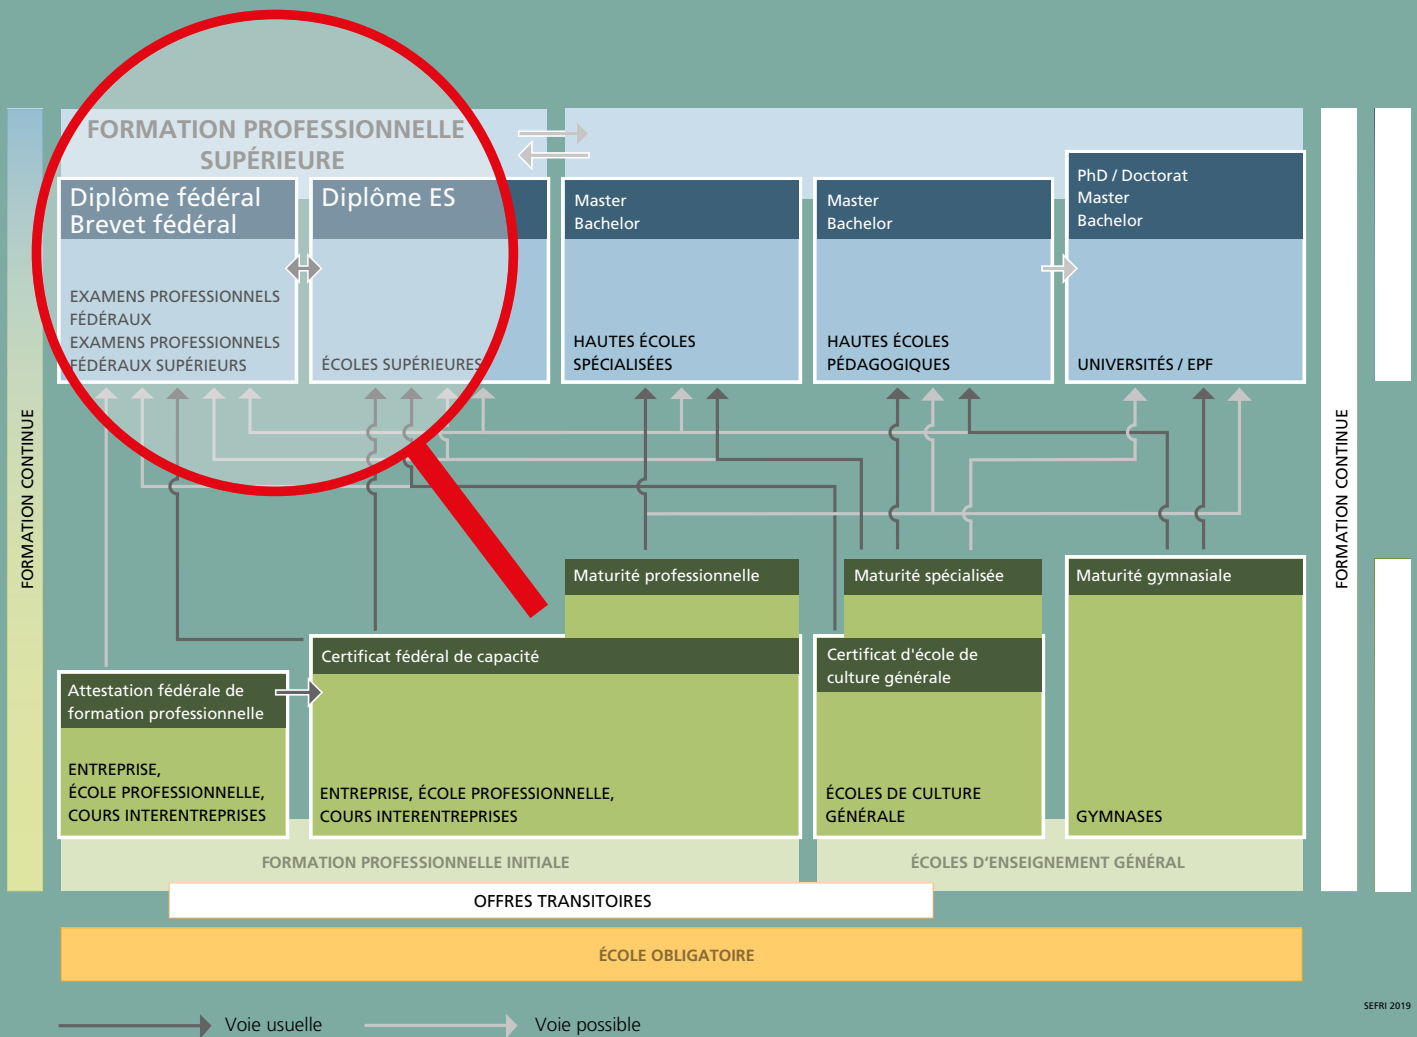 FORMATION PROFESSIONNELLE
SUPÉRIEURE
Diplôme fédéral
Brevet fédéral
EXAMENS PROFESSIONNELS
FÉDÉRAUX
EXAMENS PROFESSIONNELS
FÉDÉRAUX SUPÉRIEURS
Diplôme ES
ÉCOLES SUPÉRIEURES
Master
Bachelor
HAUTES ÉCOLES
SPÉCIALISÉES
Master
Bachelor
HAUTES ÉCOLES
PÉDAGOGIQUES
PhD / Doctorat
Master
Bachelor
UNIVERSITÉS / EPF
FORMATION CONTINUE
FORMATION CONTINUE
Maturité professionnelle
Maturité spécialisée
Maturité gymnasiale
Attestation fédérale de
formation professionnelle
ENTREPRISE,
ÉCOLE PROFESSIONNELLE,
COURS INTERENTREPRISES
Certificat fédéral de capacité
ENTREPRISE, ÉCOLE PROFESSIONNELLE,
COURS INTERENTREPRISES
Certificat d'école de
culture générale
ÉCOLES DE CULTURE
GÉNÉRALE
GYMNASES
FORMATION PROFESSIONNELLE INITIALE
ÉCOLES D’ENSEIGNEMENT GÉNÉRAL
OFFRES TRANSITOIRES
ÉCOLE OBLIGATOIRE
SEFRI 2019
Voie usuelle
Voie possible